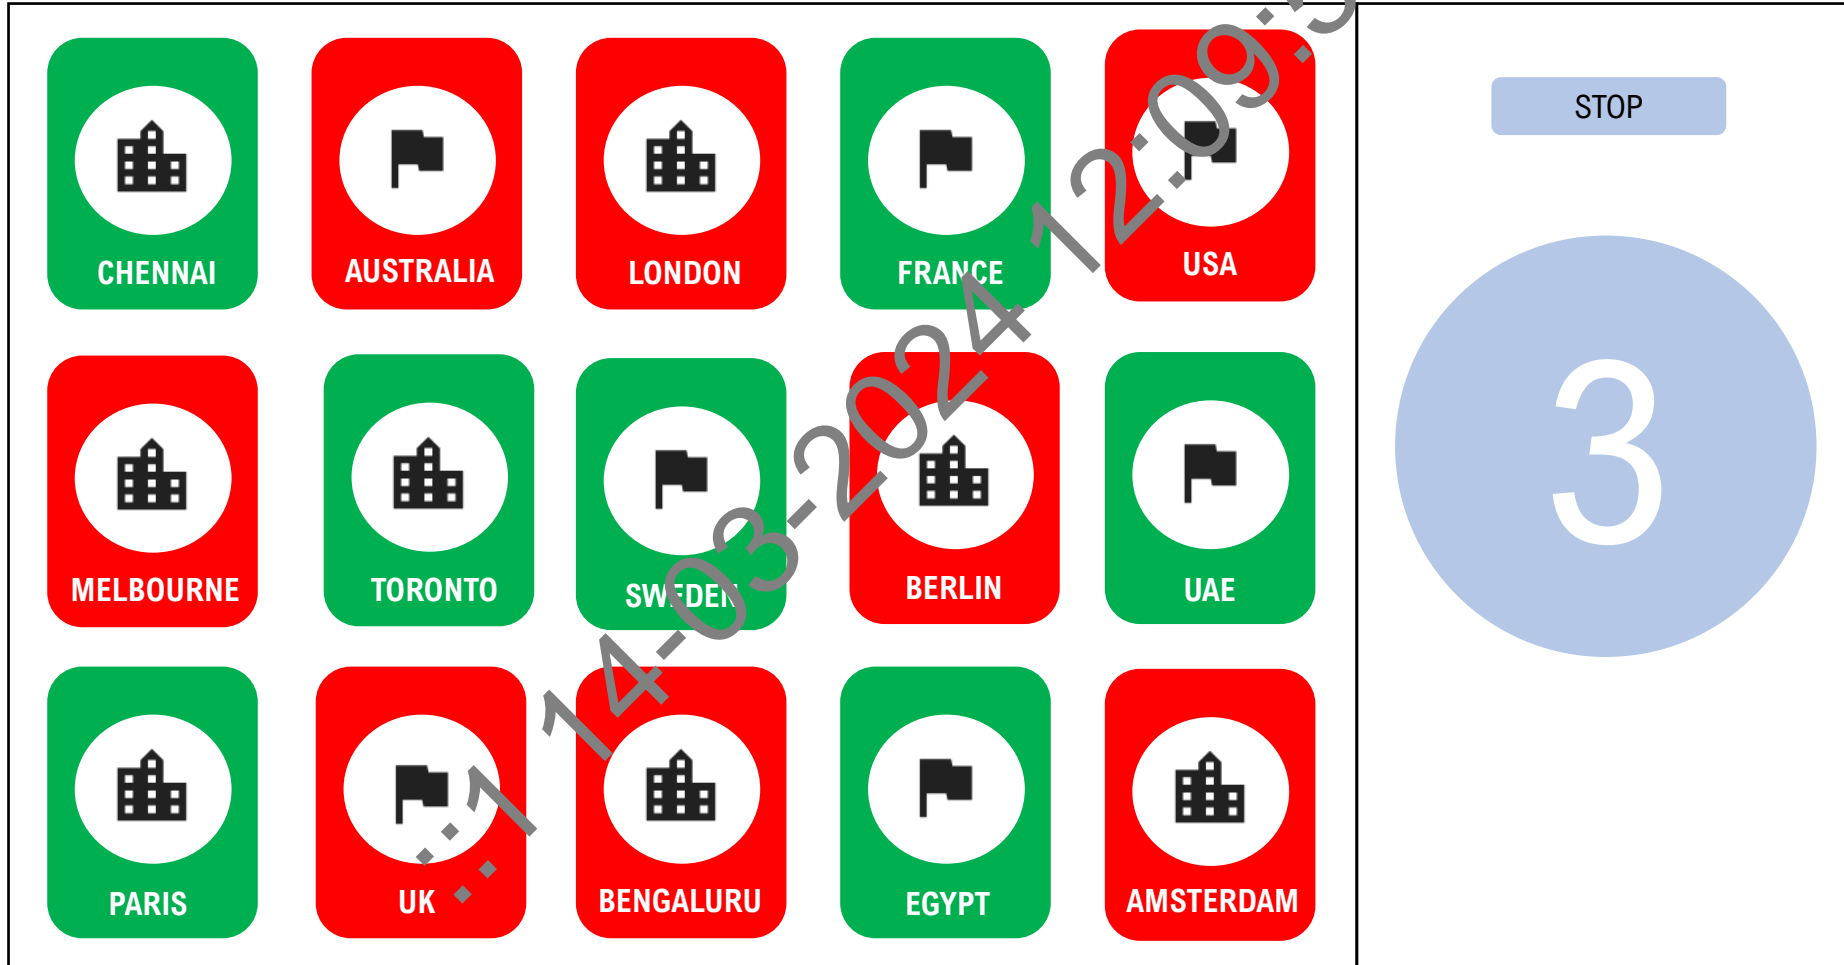 CHENNAI
AUSTRALIA
LONDON
FRANCE
USA
STOP
3
MELBOURNE
TORONTO
SWEDEN
BERLIN
UAE
PARIS
UK
BENGALURU
EGYPT
AMSTERDAM
::1 14-03-2024 12:09: